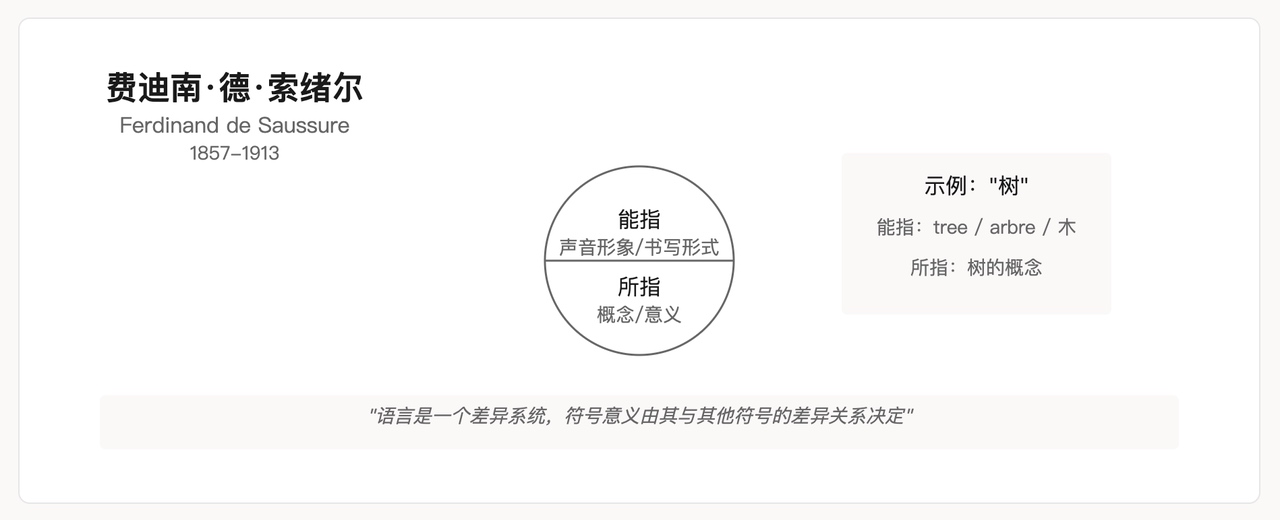 费迪南·德·索绪尔
Ferdinand de Saussure
1857–1913
能指
声音形象/书写形式
所指
概念/意义
示例："树"
能指：tree / arbre / 木
所指：树的概念
"语言是一个差异系统，符号意义由其与其他符号的差异关系决定"